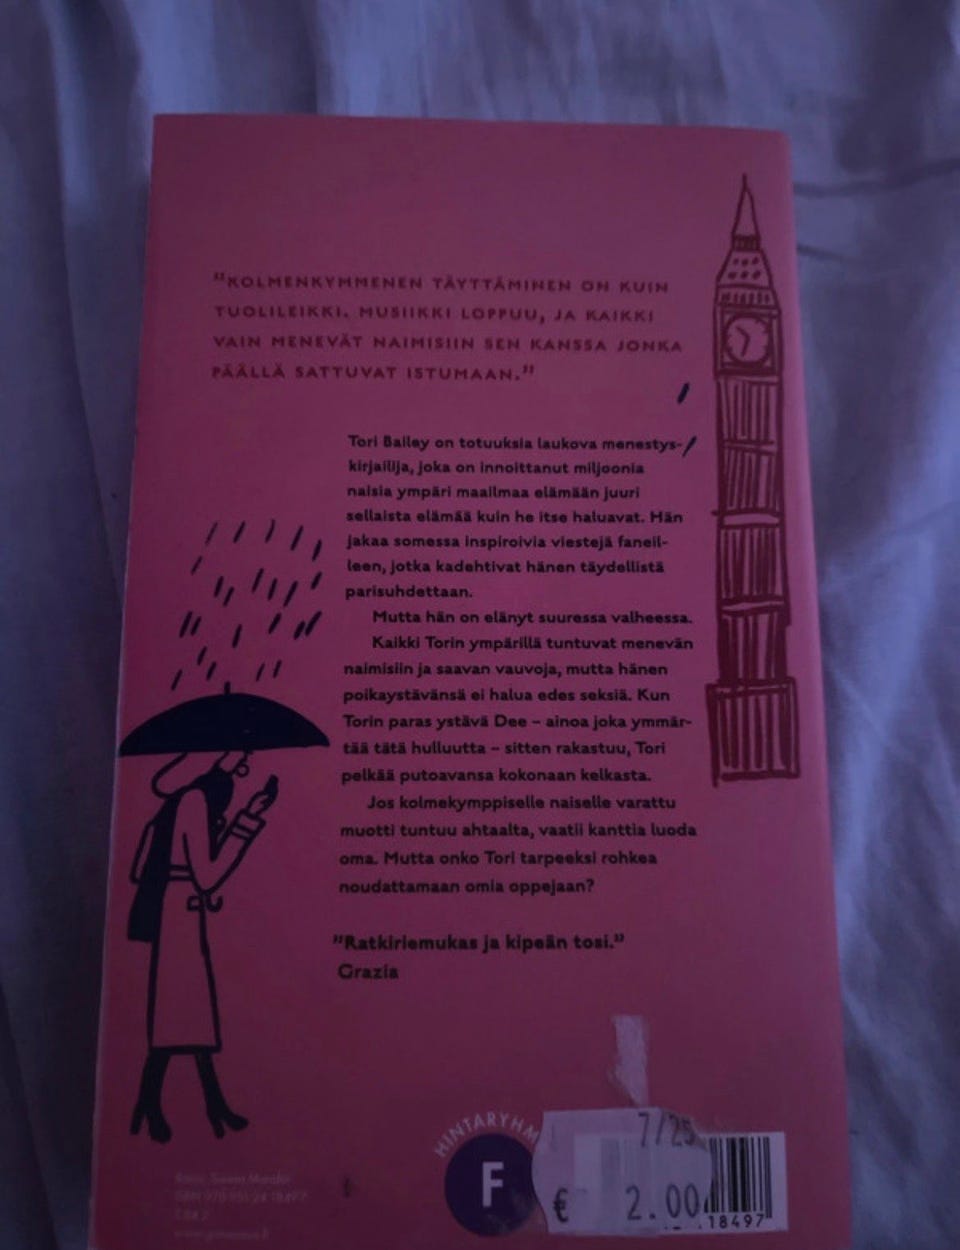 "KOLMENKYMMENEN TÄYTTÄMINEN ON KUIN
TUOLILEIKKI. MUSIIKKI LOPPUU, JA KAIKKI
VAIN MENEVÄT NAIMISIIN SEN KANSSA JONKA
PÄÄLLÄ SATTUVAT ISTUMAAN."
Tori Bailey on totuuksia laukova menestys-
kirjailija, joka on innoittanut miljoonia
naisia ympäri maailmaa elämään juuri
sellaista elämää kuin he itse haluavat. Hän
jakaa somessa inspiroivia viestejä faneil-
leen, jotka kadehtivat hänen täydellistä
parisuhdettaan.
Mutta hän on elänyt suuressa valheessa.
Kaikki Torin ympärillä tuntuvat menevän
naimisiin ja saavan vauvoja, mutta hänen
poikaystävänsä ei halua edes seksiä. Kun
Torin paras ystävä Dee – ainoa joka ymmär-
tää tätä hulluutta – sitten rakastuu, Tori
pelkää putoavansa kokonaan kelkasta.
Jos kolmekymppiselle naiselle varattu
muotti tuntuu ahtaalta, vaatii kanttia luoda
oma. Mutta onko Tori tarpeeksi rohkea
noudattamaan omia oppejaan?
"Ratkiriemukas ja kipeän tosi."
Grazia
HINTARYHM
F
7/25
€ 2.00
18497
ISBN 978-951-24-18497